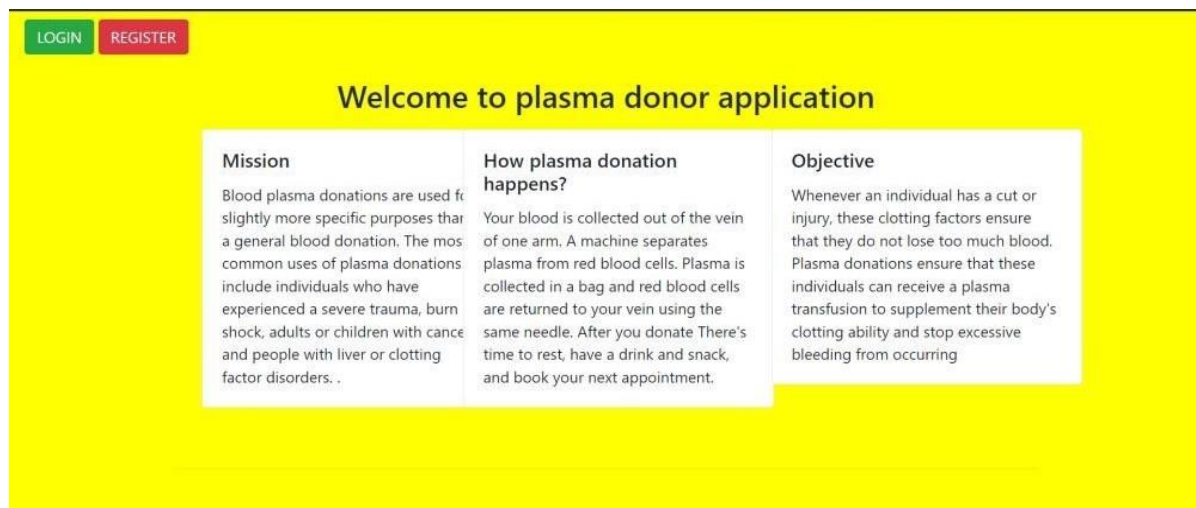 LOGIN REGISTER
Welcome to plasma donor application
Mission
Blood plasma donations are used
slightly more specific purposes
a general blood donation. The
common uses of plasma donations
include individuals who have
experienced a severe trauma, burn
shock, adults or children with
and people with liver or clotting
factor disorders. .
How plasma donation
happens?
Your blood is collected out of the vein
of one arm. A machine separates
plasma from red blood cells. Plasma is
collected in a bag and red blood cells
are returned to your vein using the
same needle. After you donate There's
time to rest, have a drink and snack,
and book your next appointment.
Objective
Whenever an individual has a cut or
injury, these clotting factors ensure
that they do not lose too much blood.
Plasma donations ensure that these
individuals can receive a plasma
transfusion to supplement their body's
clotting ability and stop excessive
bleeding from occurring